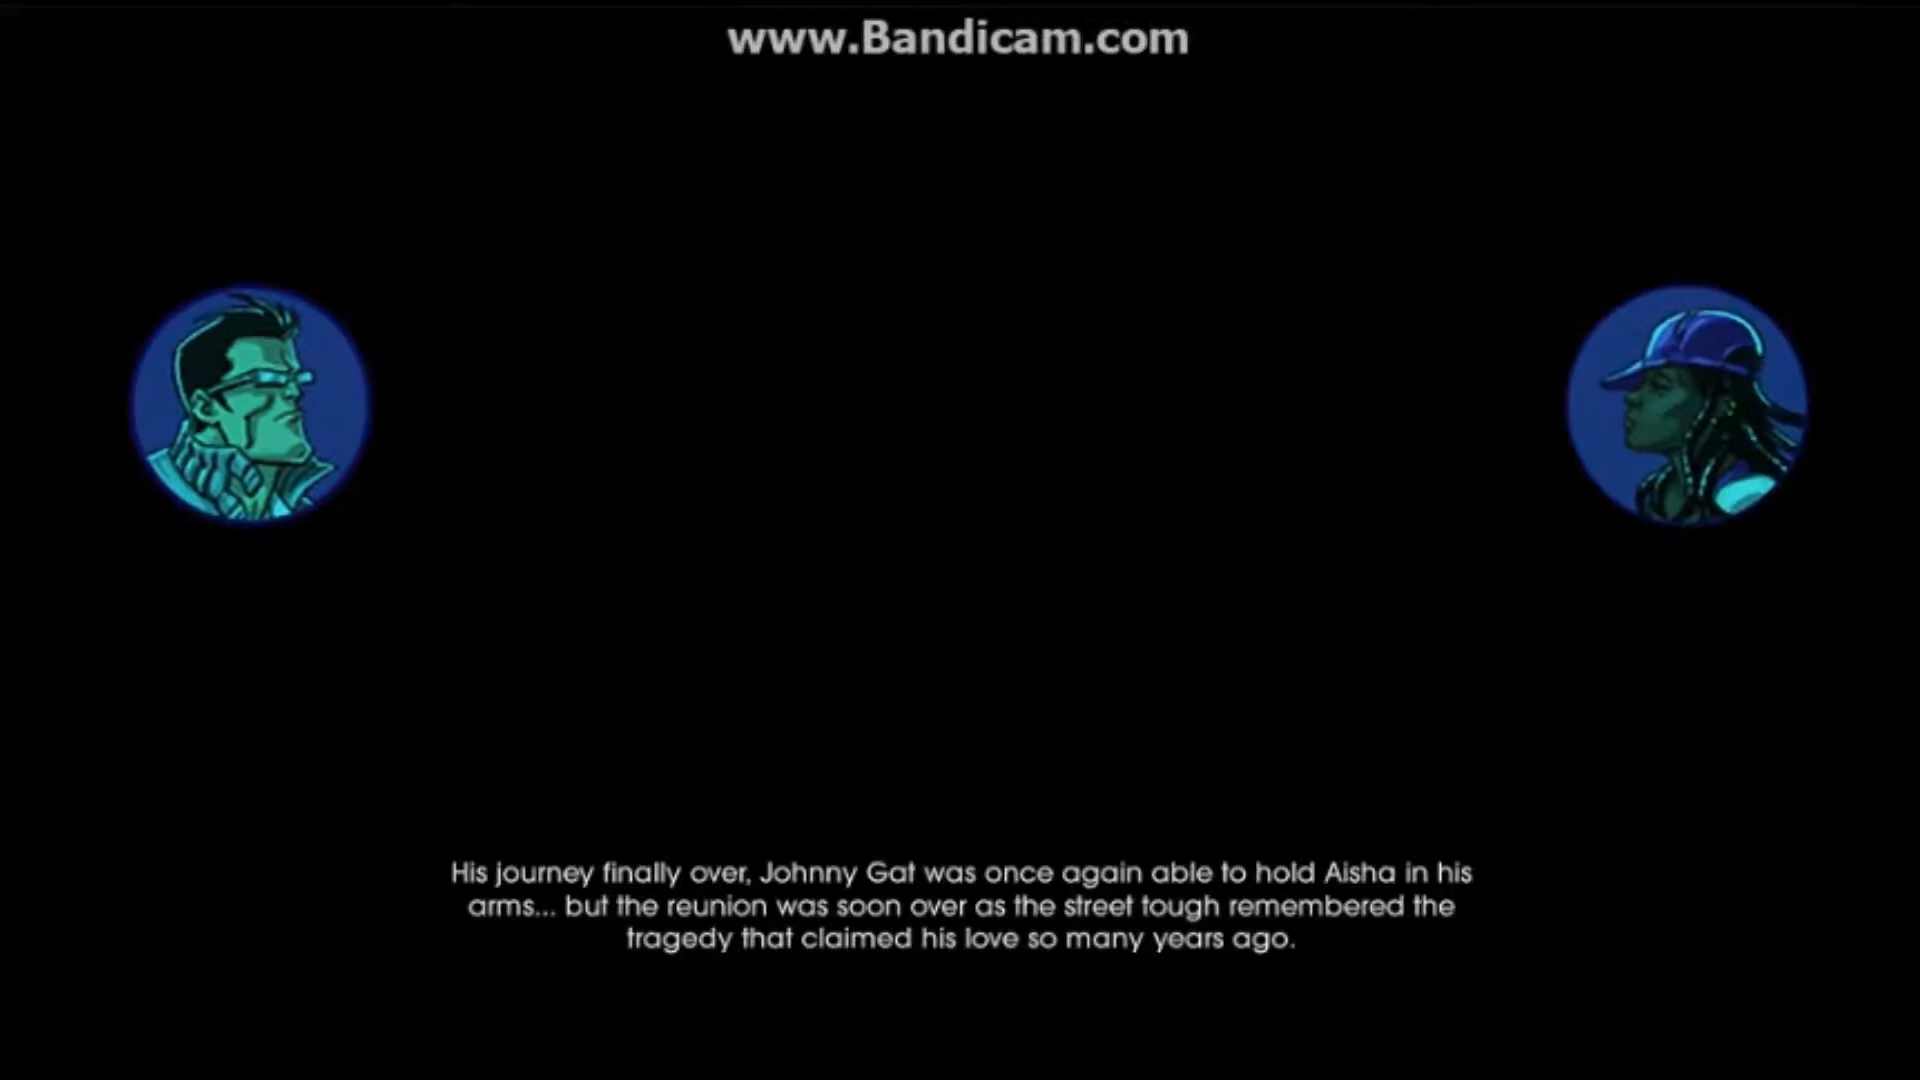 www.Bandicam.com
His journey finally over, Johnny Gat was once again able to hold Aisha in his
arms... but the reunion was soon over as the street tough remembered the
tragedy that claimed his love so many years ago.